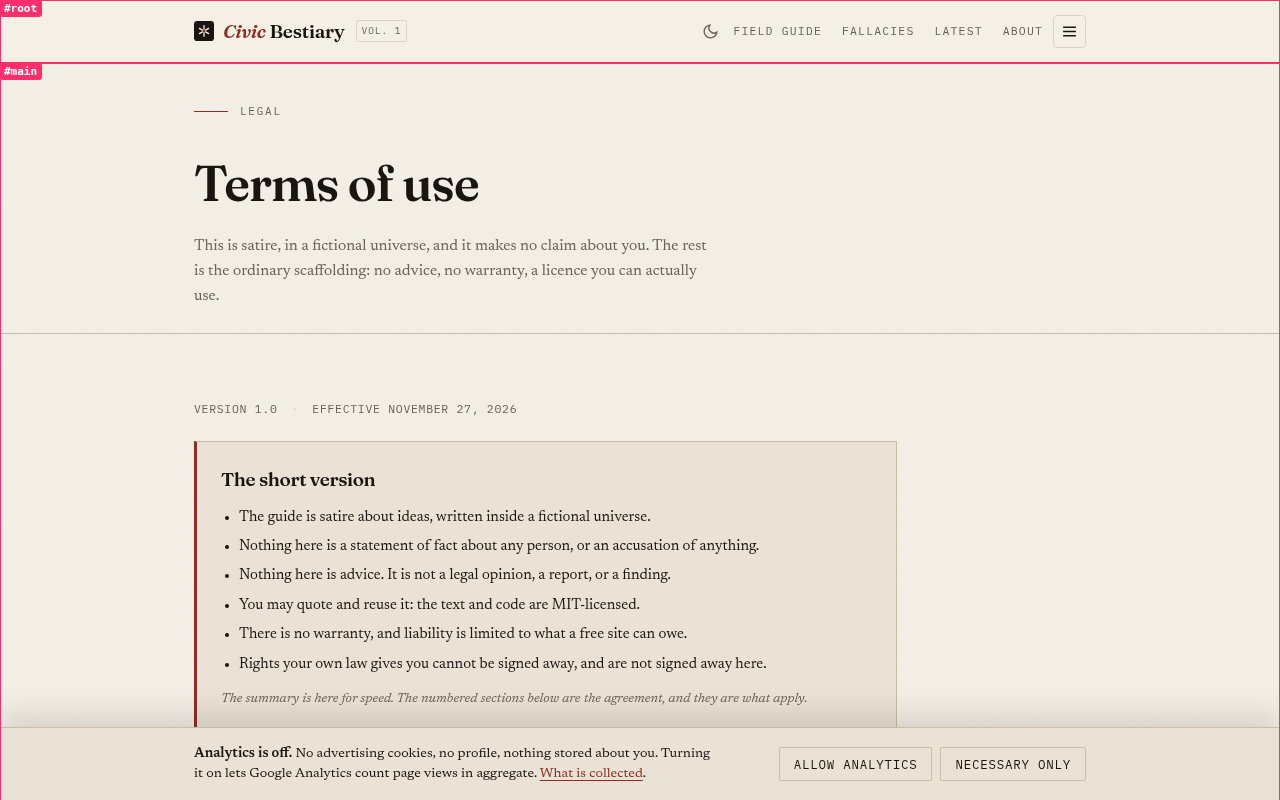 #root
Civic Bestiary VOL. 1 FIELD GUIDE FALLACIES LATEST ABOUT
#main
LEGAL
Terms of use
This is satire, in a fictional universe, and it makes no claim about you. The rest
is the ordinary scaffolding: no advice, no warranty, a licence you can actually
use.
VERSION 1.0 · EFFECTIVE NOVEMBER 27, 2026
The short version
• The guide is satire about ideas, written inside a fictional universe.
• Nothing here is a statement of fact about any person, or an accusation of anything.
• Nothing here is advice. It is not a legal opinion, a report, or a finding.
• You may quote and reuse it: the text and code are MIT-licensed.
• There is no warranty, and liability is limited to what a free site can owe.
• Rights your own law gives you cannot be signed away, and are not signed away here.
The summary is here for speed. The numbered sections below are the agreement, and they are what apply.
Analytics is off. No advertising cookies, no profile, nothing stored about you. Turning
it on lets Google Analytics count page views in aggregate. What is collected.
ALLOW ANALYTICS NECESSARY ONLY